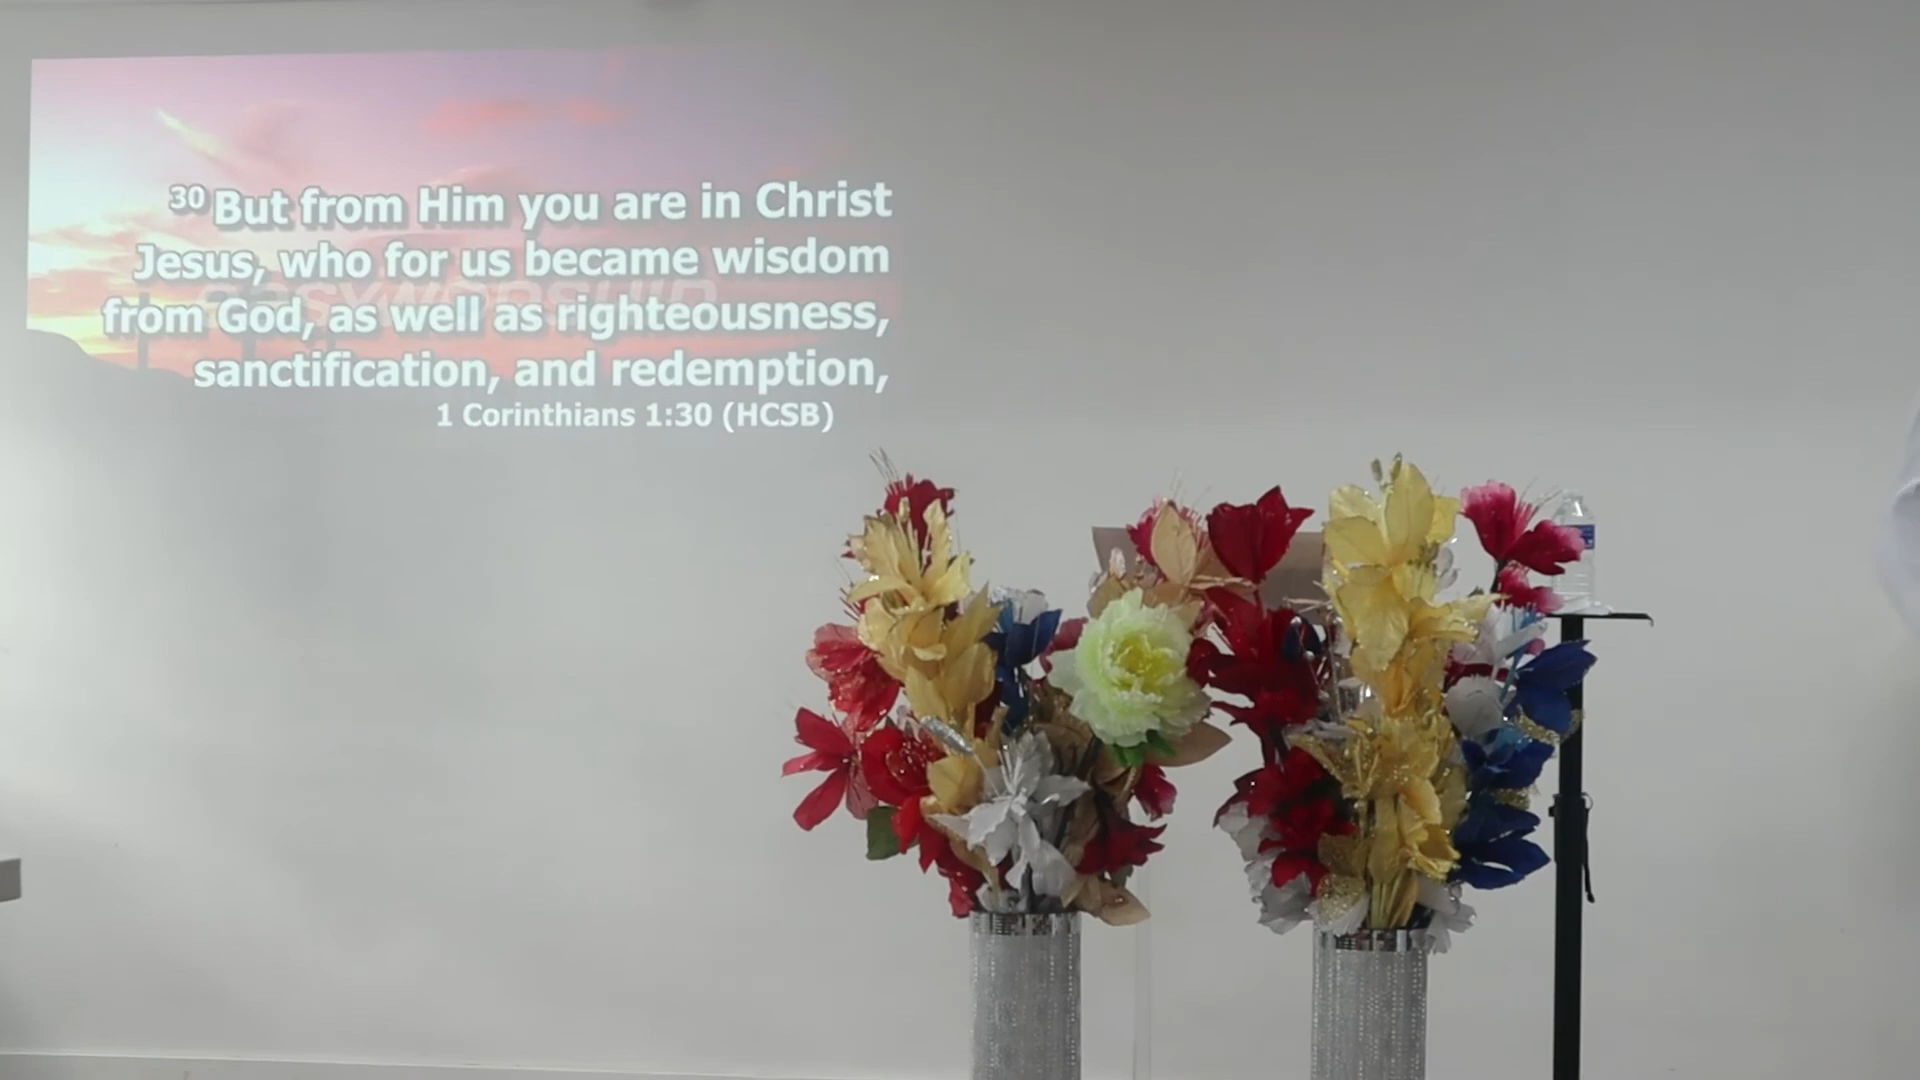 30 But from Him you are in Christ
Jesus, who for us became wisdom
from God, as well as righteousness,
sanctification, and redemption,
1 Corinthians 1:30 (HCSB)
EASYWORSHIP